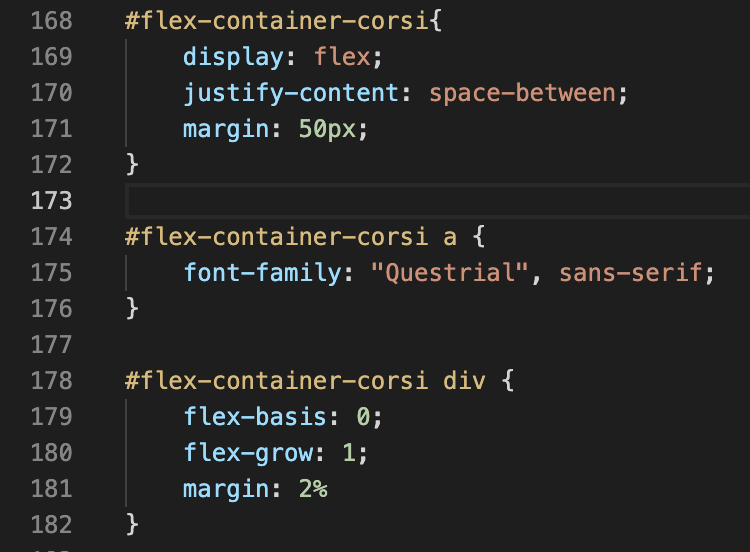 168 #flex-container-corsi{
169 display: flex;
170 justify-content: space-between;
171 margin: 50px;
172 }
173
174 #flex-container-corsi a {
175 font-family: "Questrial", sans-serif;
176 }
177
178 #flex-container-corsi div {
179 flex-basis: 0;
180 flex-grow: 1;
181 margin: 2%
182 }